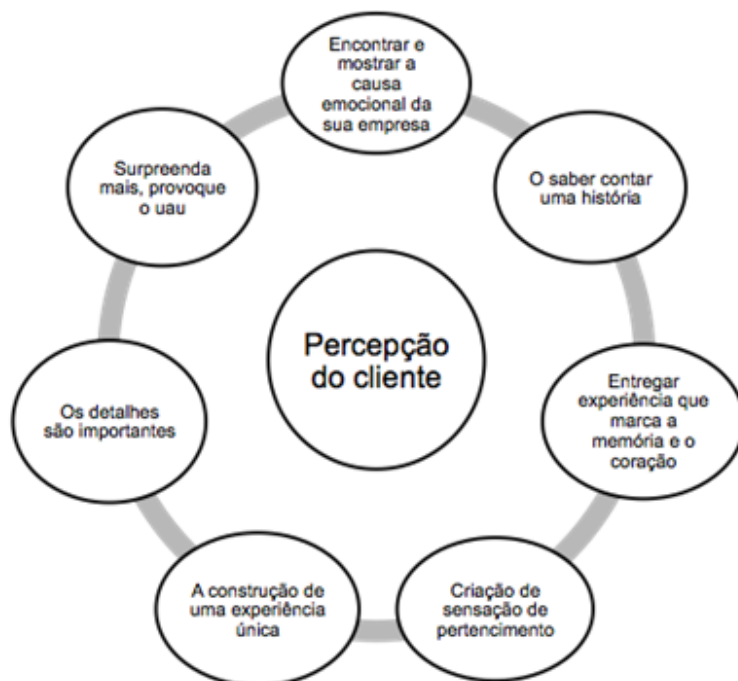 Encontrar e
mostrar a
causa
emocional da
sua empresa
O saber contar
uma história
Entregar
experiência que
marca a
memória e o
coração
Criação de
sensação de
pertencimento
A construção de
uma experiência
única
Os detalhes
são importantes
Surpreenda
mais, provoque
o uau
Percepção
do cliente